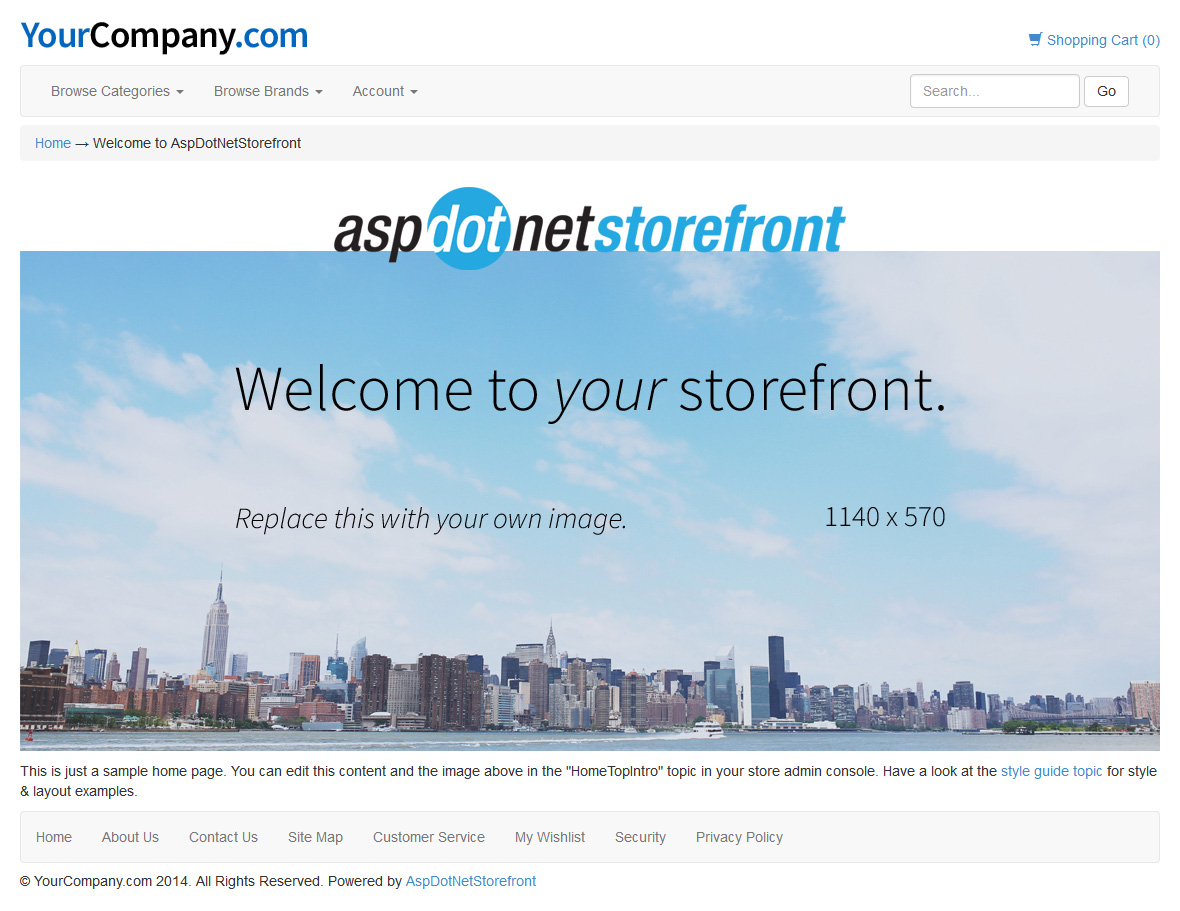 YourCompany.com
Shopping Cart (0)
Browse Categories Browse Brands Account Search... Go
Home → Welcome to AspDotNetStorefront
aspdotnetstorefront
Welcome to your storefront.
Replace this with your own image. 1140 x 570
This is just a sample home page. You can edit this content and the image above in the "HomeTopIntro" topic in your store admin console. Have a look at the style guide topic for style
& layout examples.
Home About Us Contact Us Site Map Customer Service My Wishlist Security Privacy Policy
© YourCompany.com 2014. All Rights Reserved. Powered by AspDotNetStorefront